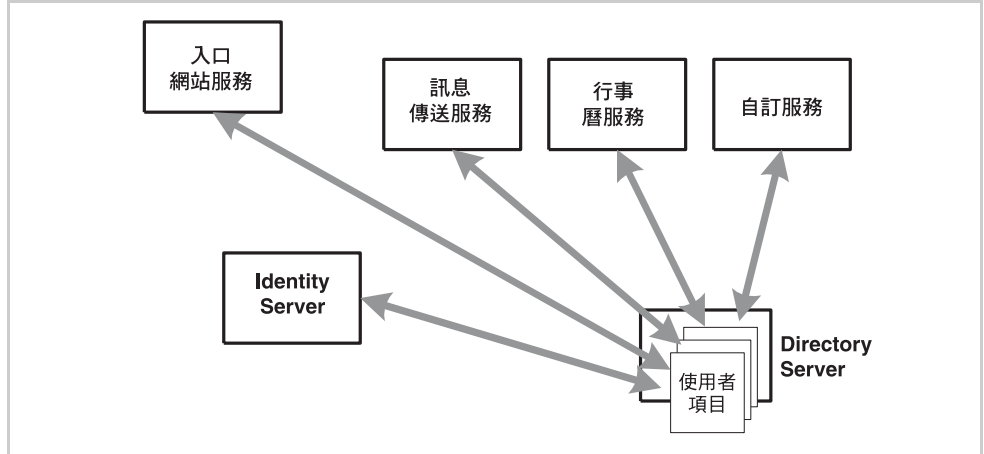 入口
網站服務
訊息
傳送服務
行事
曆服務
自訂服務
Identity
Server
Directory
Server
使用者
項目